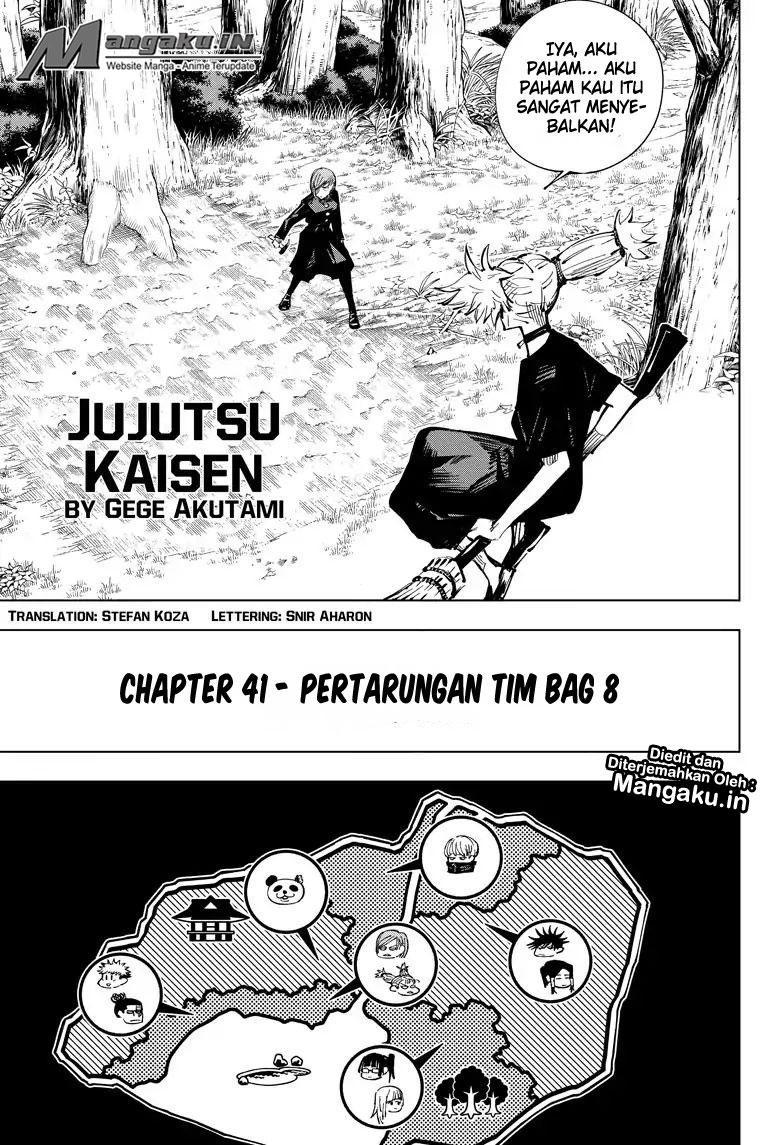 Mangaku.in
Website Manga - Anime Terupdate
IYA, AKU
PAHAM... AKU
PAHAM KAU ITU
SANGAT MENYE-
BALKAN!
JUJUTSU
KAISEN
BY GEGE AKUTAMI
TRANSLATION: STEFAN KOZA LETTERING: SNIR AHARON
CHAPTER 41 - PERTARUNGAN TIM BAG 8
Diedit dan
Diterjemahkan Oleh :
Mangaku.in